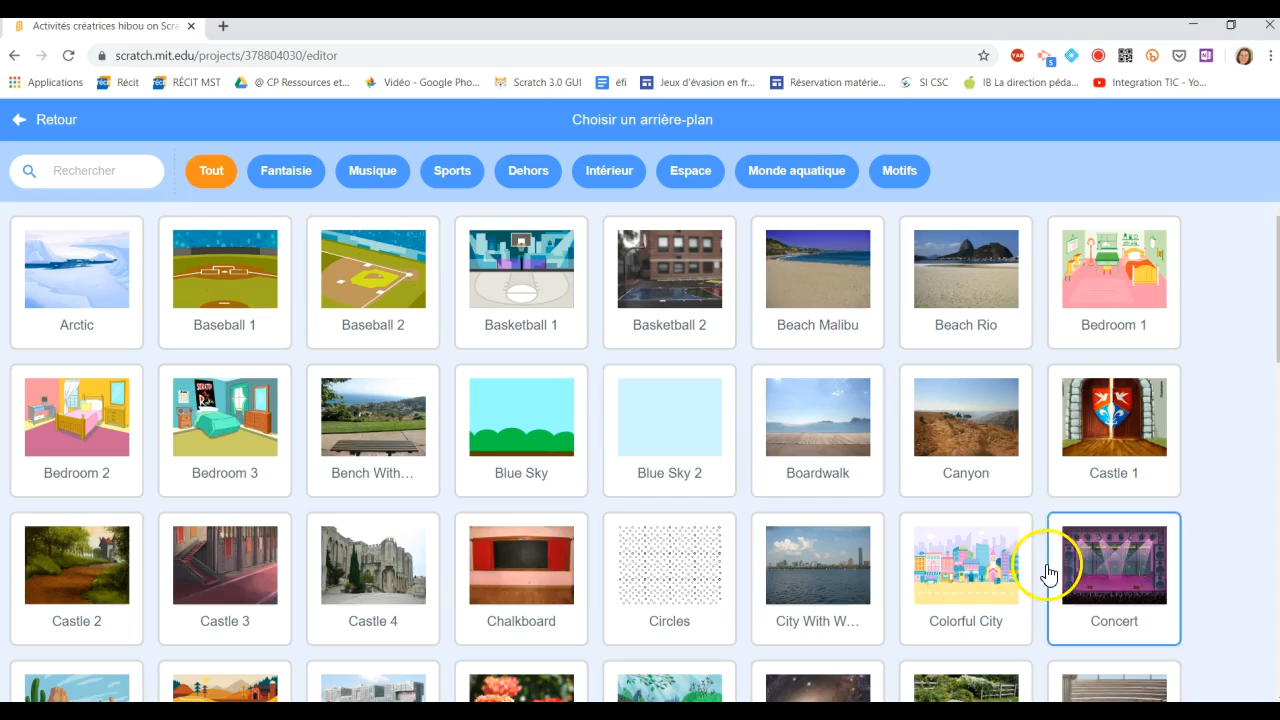 Activités créatrices hibou on Scra
scratch.mit.edu/projects/378804030/editor
5
Applications Récit RÉCIT MST @ CP Ressources et... Vidéo - Google Pho... Scratch 3.0 GUI éfi Jeux d'évasion en fr... Réservation matérie... SI CSC IB La direction péda... Integration TIC - Yo...
Retour Choisir un arrière-plan
Rechercher Tout Fantaisie Musique Sports Dehors Intérieur Espace Monde aquatique Motifs
Arctic Baseball 1 Baseball 2 Basketball 1 Basketball 2 Beach Malibu Beach Rio Bedroom 1
Bedroom 2 Bedroom 3 Bench With... Blue Sky Blue Sky 2 Boardwalk Canyon Castle 1
Castle 2 Castle 3 Castle 4 Chalkboard Circles City With W... Colorful City Concert